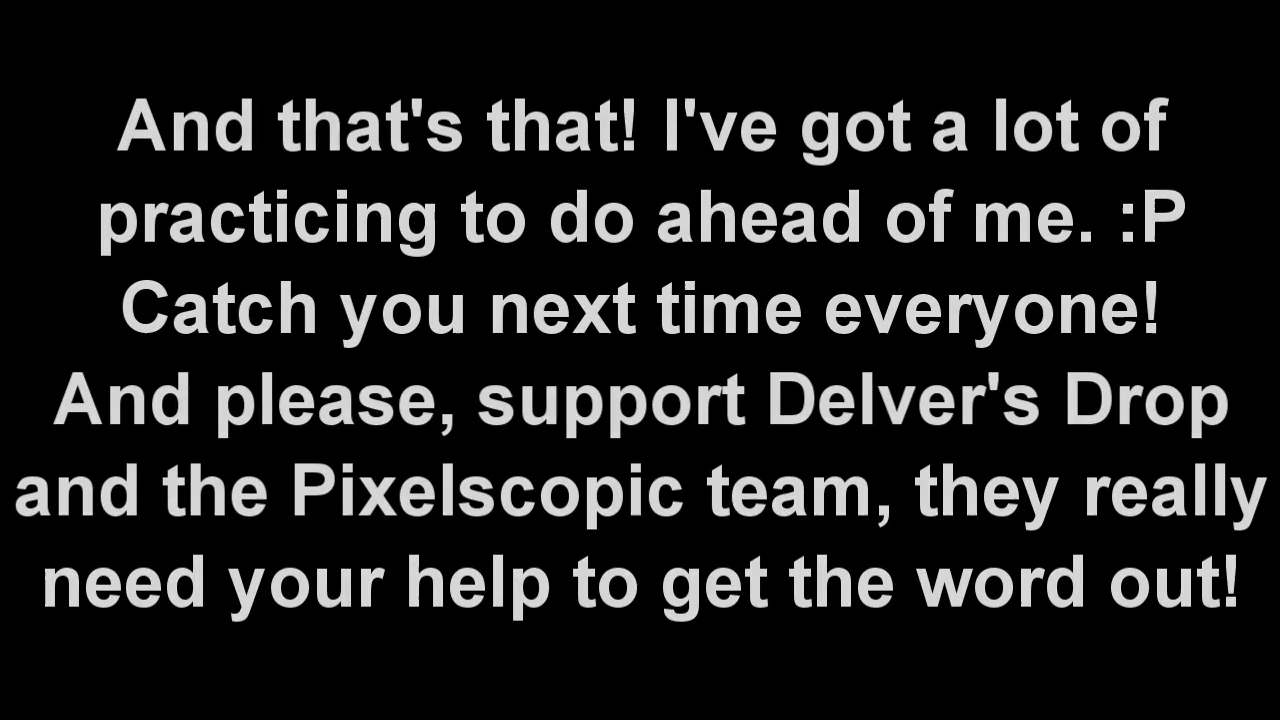 And that's that! I've got a lot of
practicing to do ahead of me. :P
Catch you next time everyone!
And please, support Delver's Drop
and the Pixelscopic team, they really
need your help to get the word out!